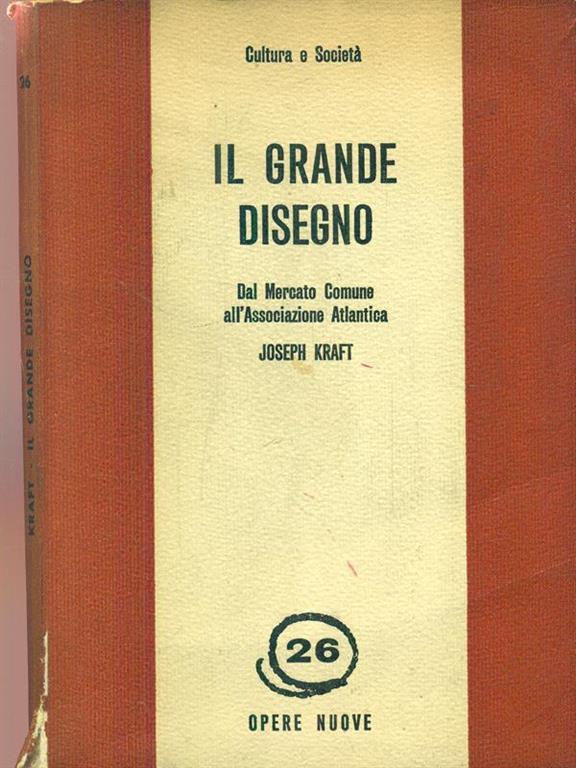 Cultura e Società
IL GRANDE
DISEGNO
Dal Mercato Comune
all'Associazione Atlantica
JOSEPH KRAFT
26
OPERE NUOVE
26
KRAFT - IL GRANDE DISEGNO